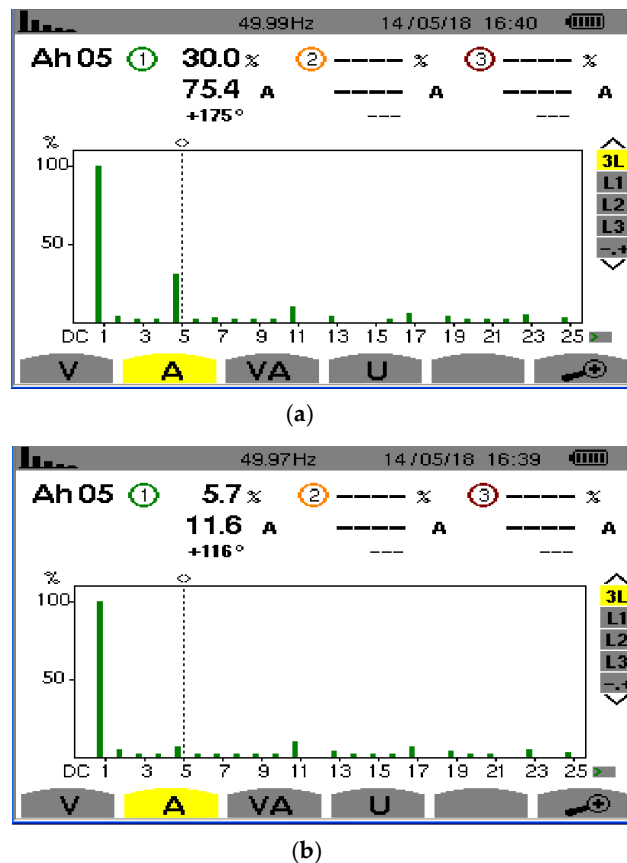 49.99Hz 14/05/18 16:40
Ah 05 1 30.0 % 2 ---- % 3 ---- %
75.4 A ---- A ---- A
+175° --- ---
%
100
50
3L
L1
L2
L3
-.+
DC 1 3 5 7 9 11 13 15 17 19 21 23 25
V A VA U
(a)
49.97Hz 14/05/18 16:39
Ah 05 1 5.7 % 2 ---- % 3 ---- %
11.6 A ---- A ---- A
+116° --- ---
%
100
50
3L
L1
L2
L3
-.+
DC 1 3 5 7 9 11 13 15 17 19 21 23 25
V A VA U
(b)